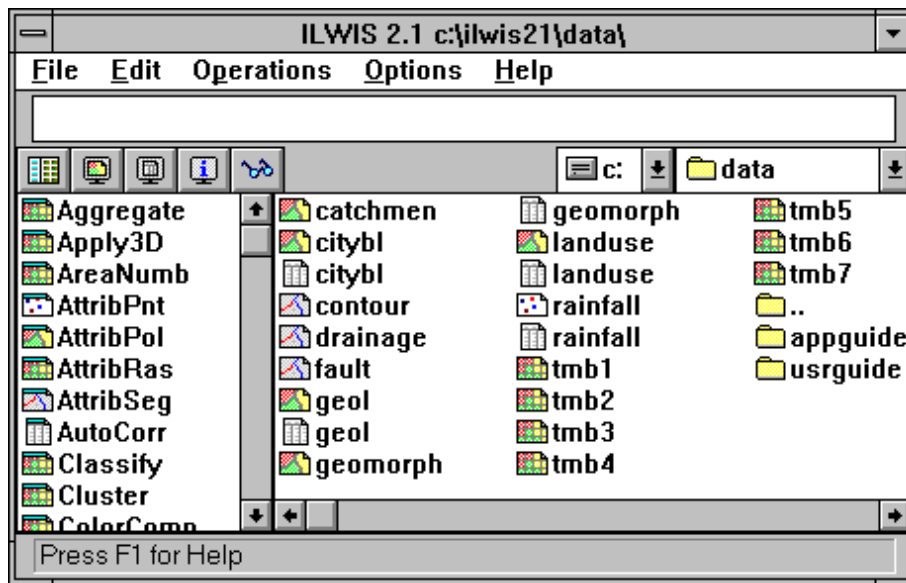 ILWIS 2.1 c:\ilwis21\data\
File Edit Operations Options Help
c: data
Aggregate
Apply3D
AreaNumb
AttribPnt
AttribPol
AttribRas
AttribSeg
AutoCorr
Classify
Cluster
ColorComp
catchmen
citybl
citybl
contour
drainage
fault
geol
geol
geomorph
geomorph
landuse
landuse
rainfall
rainfall
tmb1
tmb2
tmb3
tmb4
tmb5
tmb6
tmb7
..
appguide
usrguide
Press F1 for Help